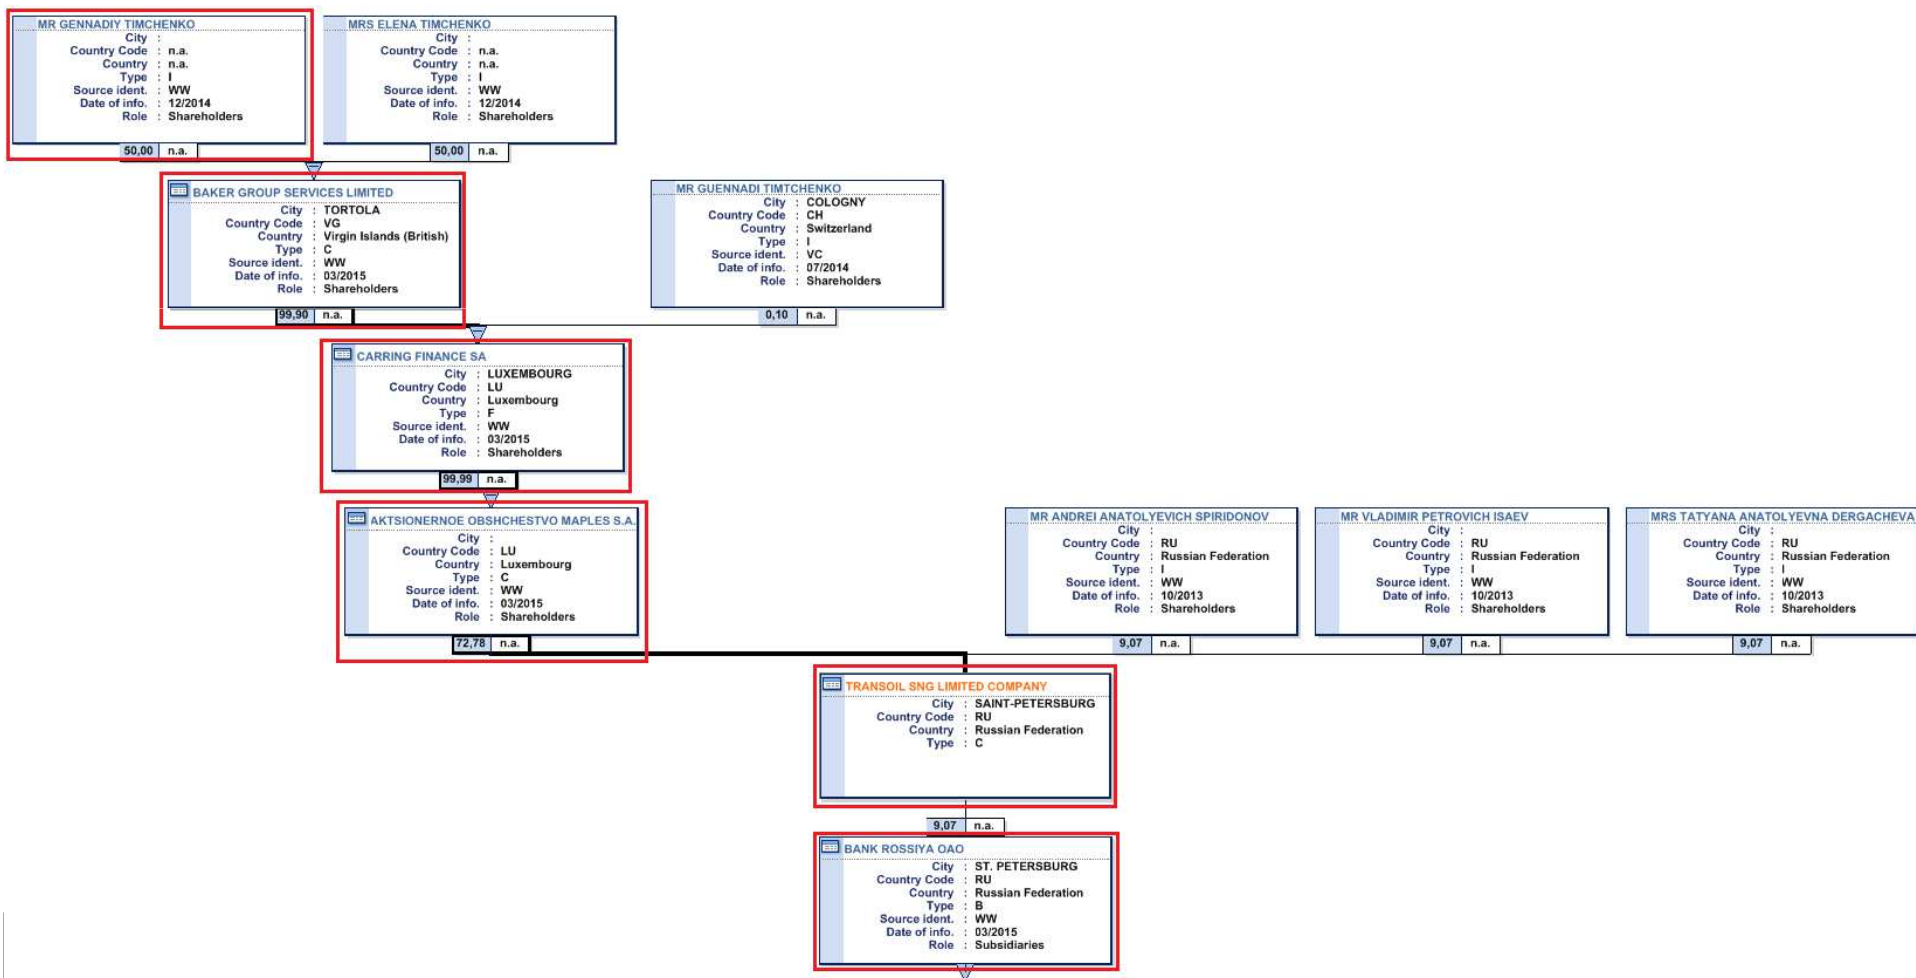 MR GENNADIY TIMCHENKO
City :
Country Code : n.a.
Country : n.a.
Type : I
Source ident. : WW
Date of info. : 12/2014
Role : Shareholders
50,00 n.a.
MRS ELENA TIMCHENKO
City :
Country Code : n.a.
Country : n.a.
Type : I
Source ident. : WW
Date of info. : 12/2014
Role : Shareholders
50,00 n.a.
BAKER GROUP SERVICES LIMITED
City : TORTOLA
Country Code : VG
Country : Virgin Islands (British)
Type : C
Source ident. : WW
Date of info. : 03/2015
Role : Shareholders
99,90 n.a.
MR GUENNADI TIMTCHENKO
City : COLOGNY
Country Code : CH
Country : Switzerland
Type : I
Source ident. : VC
Date of info. : 07/2014
Role : Shareholders
0,10 n.a.
CARRING FINANCE SA
City : LUXEMBOURG
Country Code : LU
Country : Luxembourg
Type : F
Source ident. : WW
Date of info. : 03/2015
Role : Shareholders
99,99 n.a.
AKTSIONERNOE OBSHCHESTVO MAPLES S.A.
City :
Country Code : LU
Country : Luxembourg
Type : C
Source ident. : WW
Date of info. : 03/2015
Role : Shareholders
72,78 n.a.
MR ANDREI ANATOLYEVICH SPIRIDONOV
City :
Country Code : RU
Country : Russian Federation
Type : I
Source ident. : WW
Date of info. : 10/2013
Role : Shareholders
9,07 n.a.
MR VLADIMIR PETROVICH ISAEV
City :
Country Code : RU
Country : Russian Federation
Type : I
Source ident. : WW
Date of info. : 10/2013
Role : Shareholders
9,07 n.a.
MRS TATYANA ANATOLYEVNA DERGACHEVA
City :
Country Code : RU
Country : Russian Federation
Type : I
Source ident. : WW
Date of info. : 10/2013
Role : Shareholders
9,07 n.a.
TRANSOIL SNG LIMITED COMPANY
City : SAINT-PETERSBURG
Country Code : RU
Country : Russian Federation
Type : C
9,07 n.a.
BANK ROSSIYA OAO
City : ST. PETERSBURG
Country Code : RU
Country : Russian Federation
Type : B
Source ident. : WW
Date of info. : 03/2015
Role : Subsidiaries